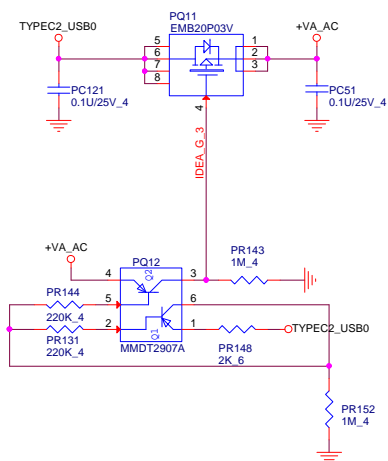 TYPEC2_USB0
PQ11
EMB20P03V
+VA_AC
5
6
7
8
1
2
3
4
PC121
0.1U/25V_4
PC51
0.1U/25V_4
IDEA_G_3
+VA_AC
PQ12
Q2
Q1
4
3
5
6
2
1
MMDT2907A
PR143
1M_4
PR144
220K_4
PR131
220K_4
PR148
2K_6
TYPEC2_USB0
PR152
1M_4